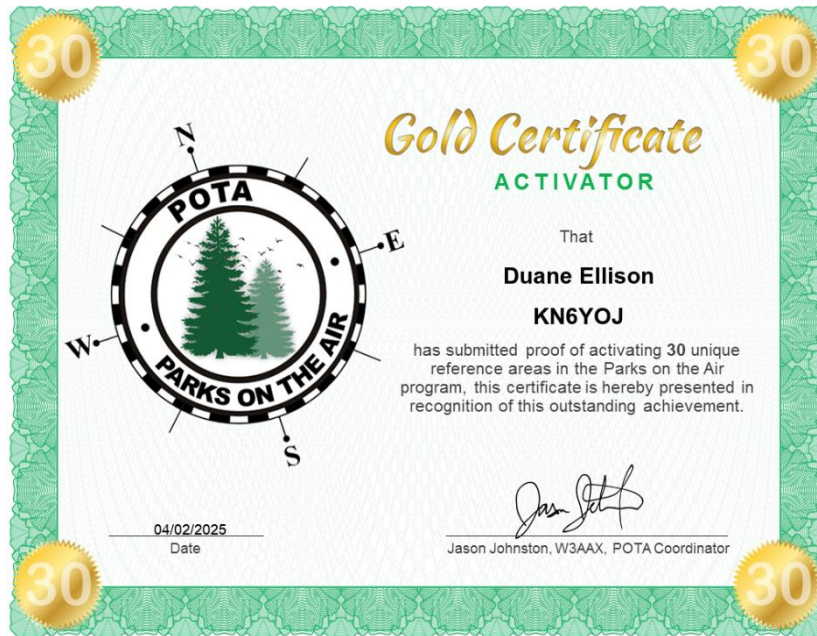 30
30
Gold Certificate
ACTIVATOR
N
E
S
W
POTA
PARKS ON THE AIR
That
Duane Ellison
KN6YOJ
has submitted proof of activating 30 unique
reference areas in the Parks on the Air
program, this certificate is hereby presented in
recognition of this outstanding achievement.
04/02/2025
Date
Jason Johnston, W3AAX, POTA Coordinator
30
30